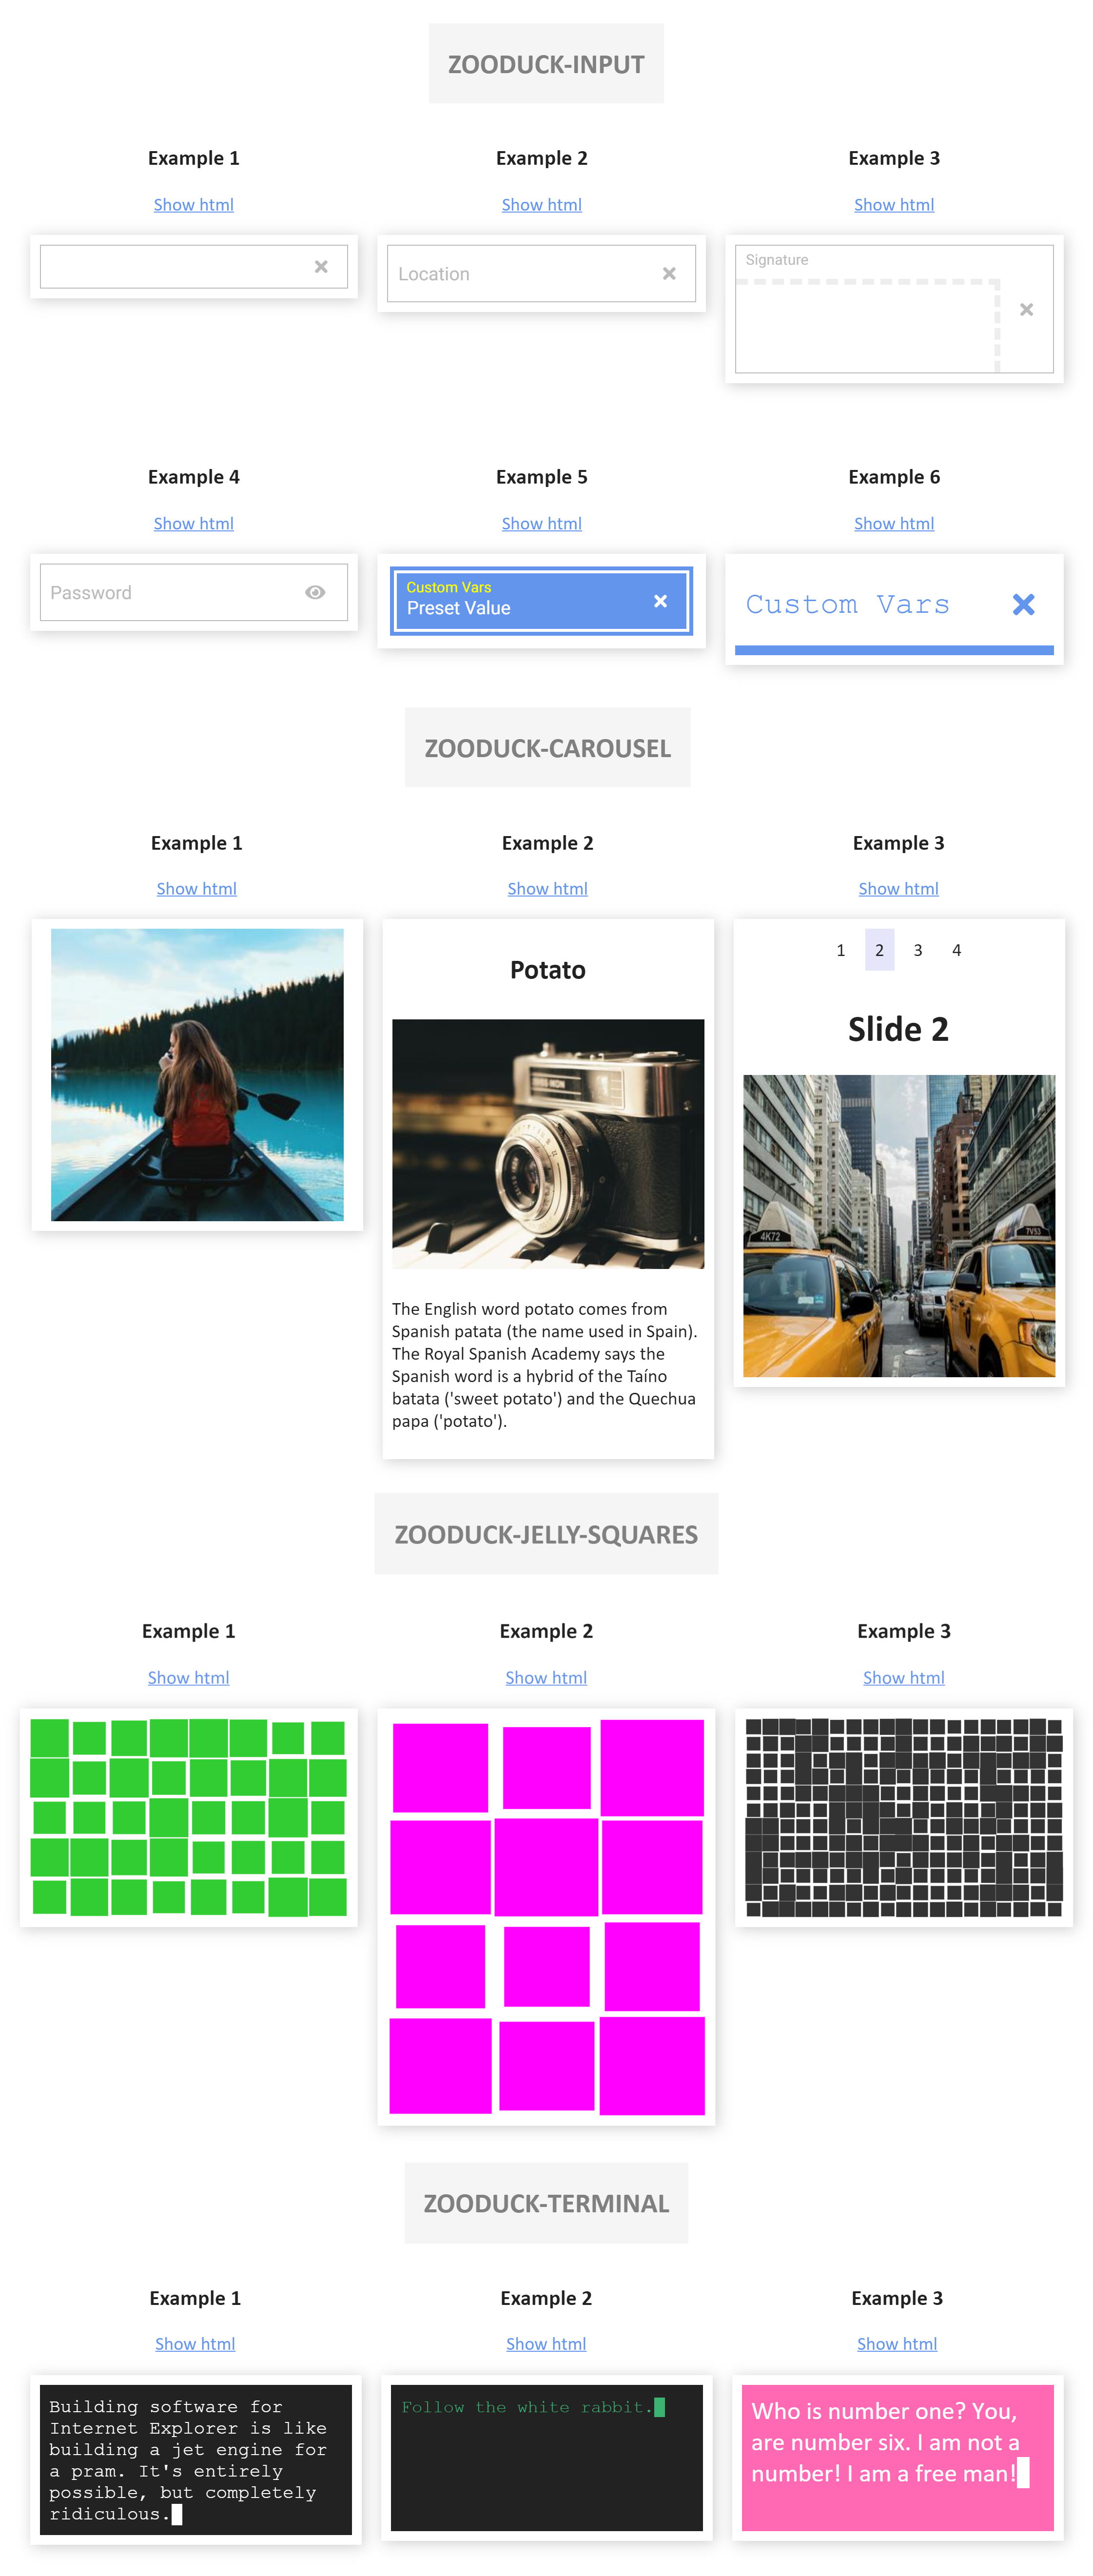 ZOODUCK-INPUT
Example 1
Show html
Example 2
Show html
Location
Example 3
Show html
Signature
Example 4
Show html
Password
Example 5
Show html
Custom Vars
Preset Value
Example 6
Show html
Custom Vars
ZOODUCK-CAROUSEL
Example 1
Show html
Example 2
Show html
Potato
The English word potato comes from
Spanish patata (the name used in Spain).
The Royal Spanish Academy says the
Spanish word is a hybrid of the Taíno
batata ('sweet potato') and the Quechua
papa ('potato').
Example 3
Show html
1 2 3 4
Slide 2
4K72
7V53
ZOODUCK-JELLY-SQUARES
Example 1
Show html
Example 2
Show html
Example 3
Show html
ZOODUCK-TERMINAL
Example 1
Show html
Building software for
Internet Explorer is like
building a jet engine for
a pram. It's entirely
possible, but completely
ridiculous.
Example 2
Show html
Follow the white rabbit.
Example 3
Show html
Who is number one? You,
are number six. I am not a
number! I am a free man!